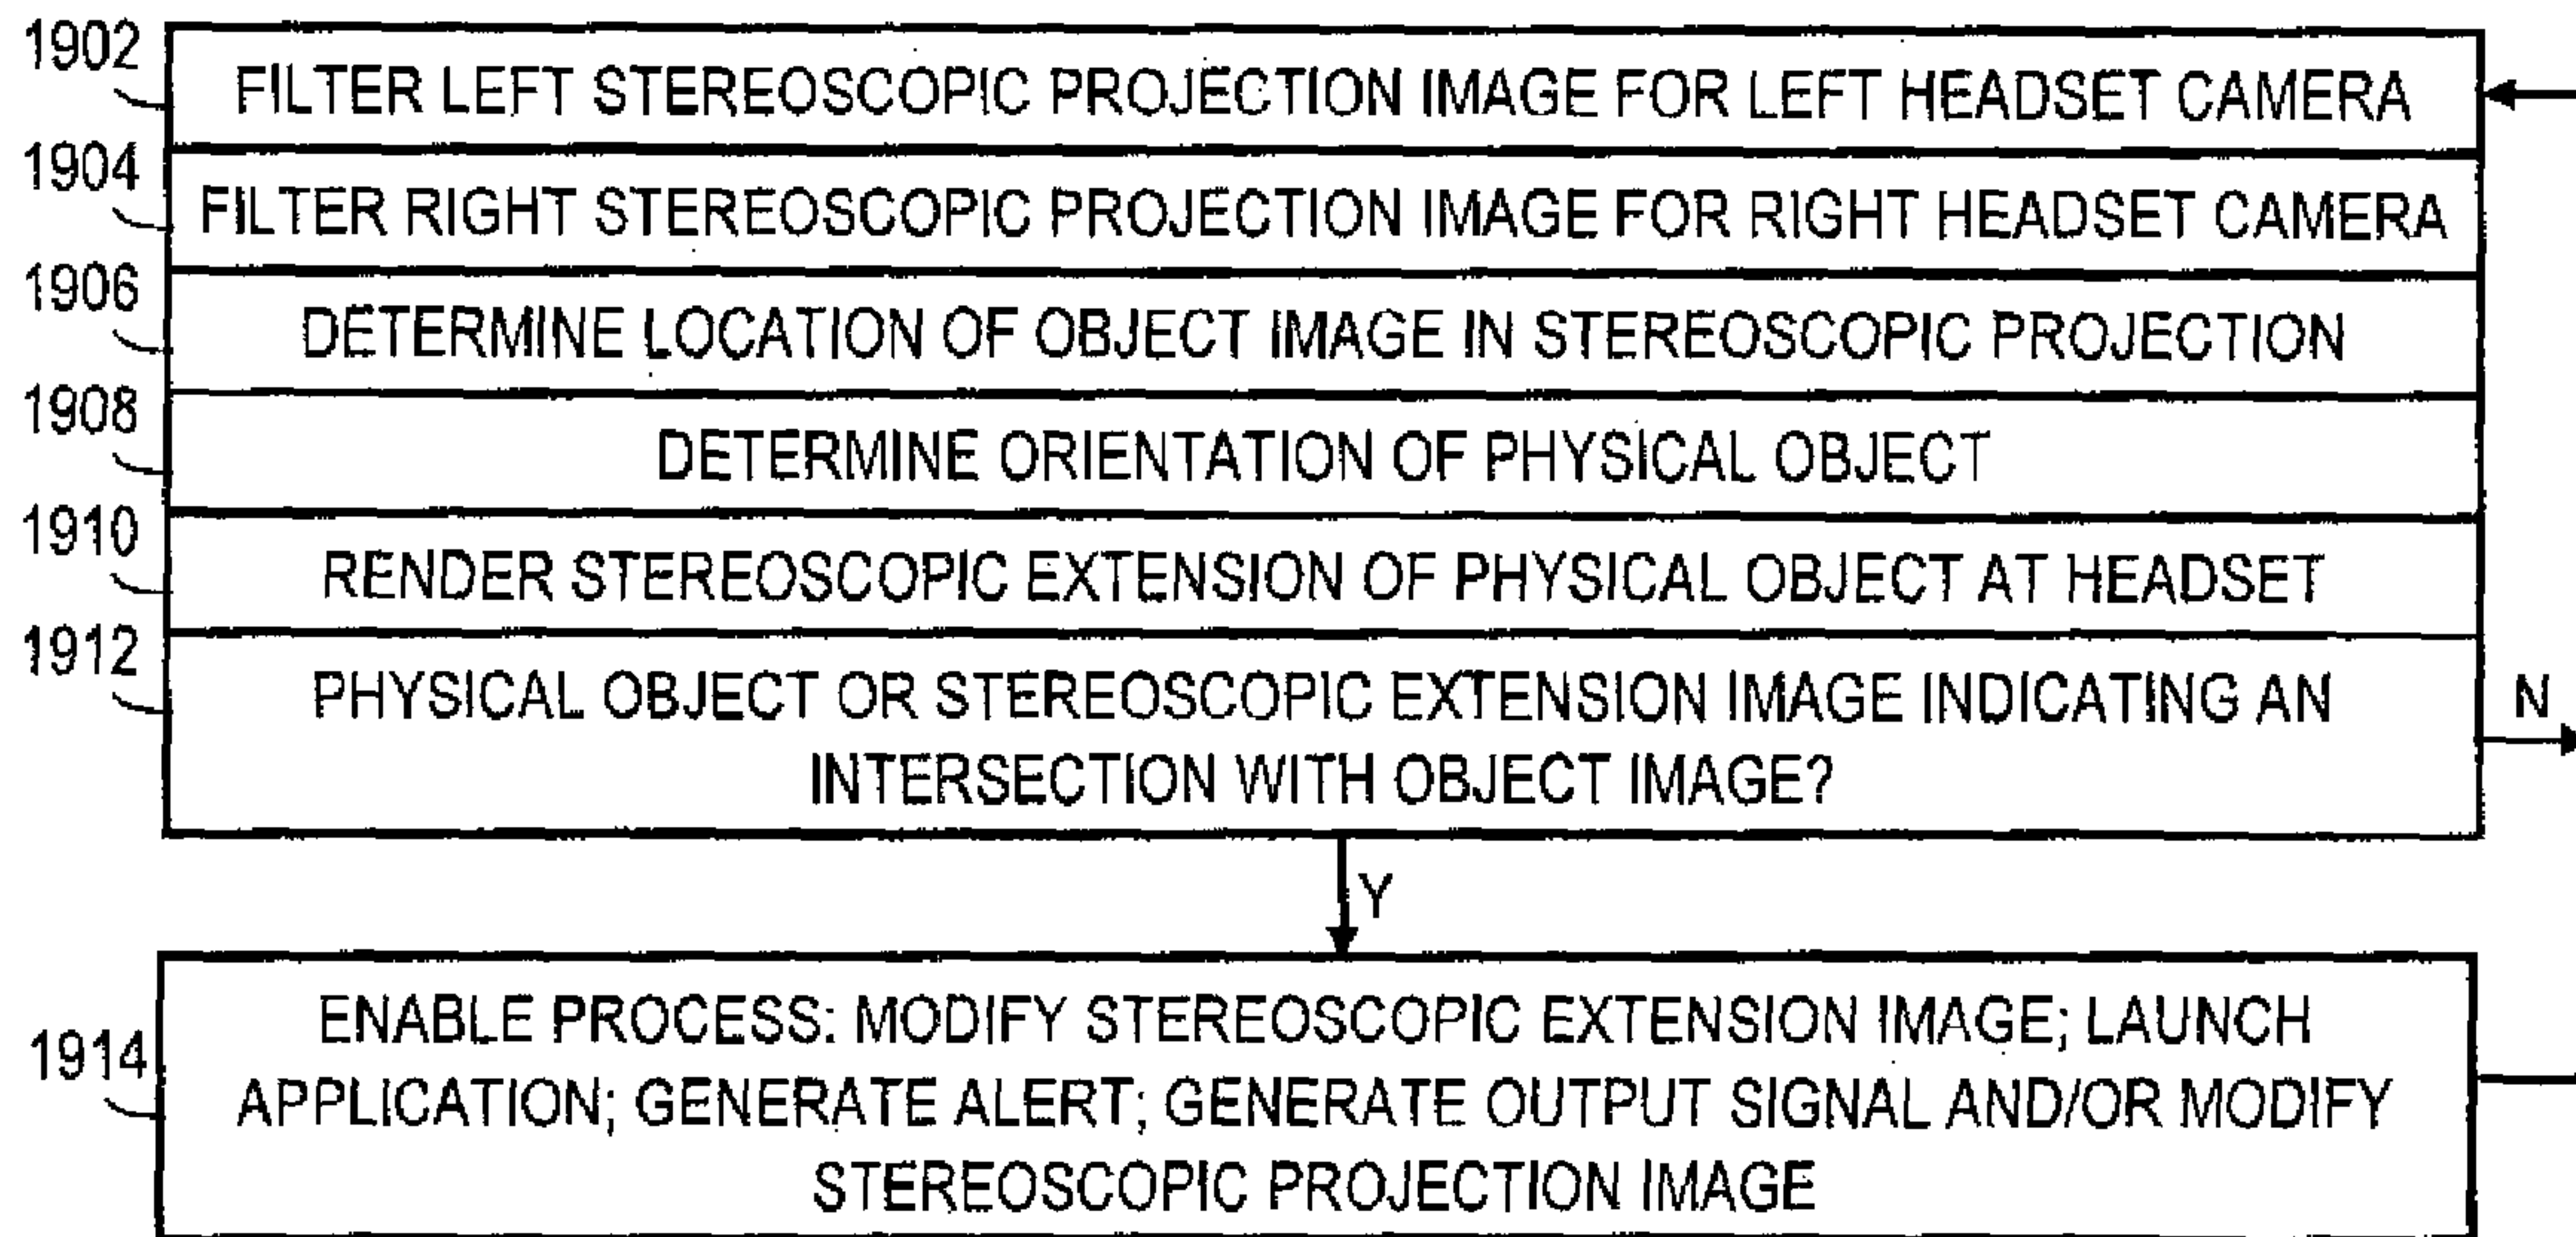 1902
FILTER LEFT STEREOSCOPIC PROJECTION IMAGE FOR LEFT HEADSET CAMERA
1904
FILTER RIGHT STEREOSCOPIC PROJECTION IMAGE FOR RIGHT HEADSET CAMERA
1906
DETERMINE LOCATION OF OBJECT IMAGE IN STEREOSCOPIC PROJECTION
1908
DETERMINE ORIENTATION OF PHYSICAL OBJECT
1910
RENDER STEREOSCOPIC EXTENSION OF PHYSICAL OBJECT AT HEADSET
1912
PHYSICAL OBJECT OR STEREOSCOPIC EXTENSION IMAGE INDICATING AN
INTERSECTION WITH OBJECT IMAGE?
N
Y
1914
ENABLE PROCESS: MODIFY STEREOSCOPIC EXTENSION IMAGE; LAUNCH
APPLICATION; GENERATE ALERT; GENERATE OUTPUT SIGNAL AND/OR MODIFY
STEREOSCOPIC PROJECTION IMAGE